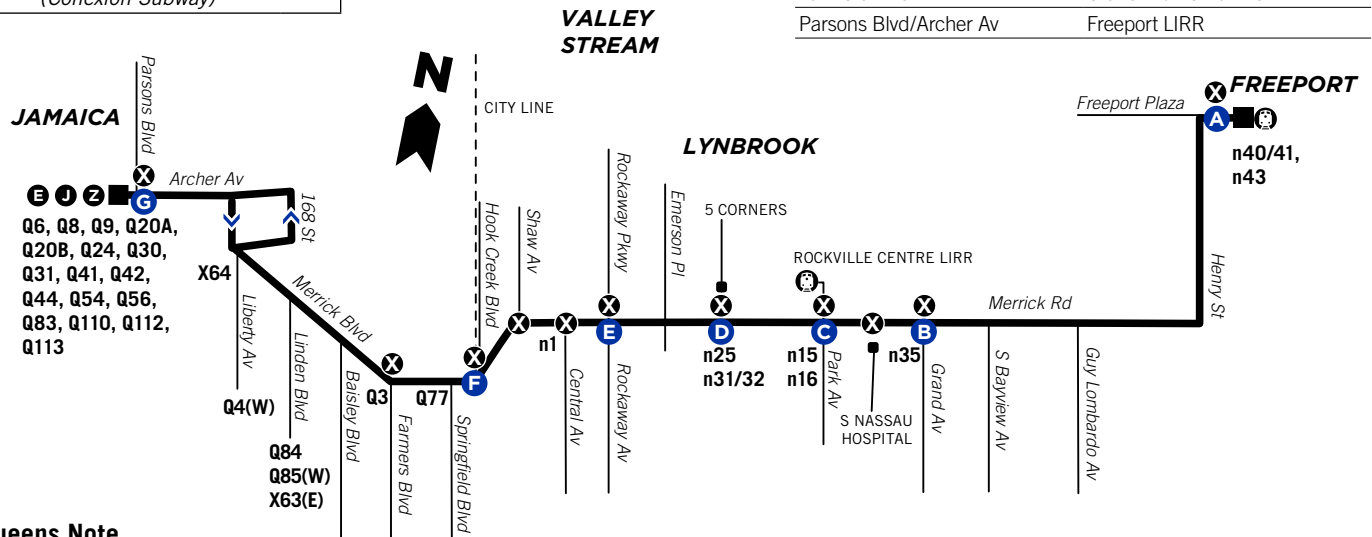 (Conexión Subway)
Parsons Blvd/Archer Av Freeport LIRR
VALLEY
STREAM
N
CITY LINE
JAMAICA
Parsons Blvd
X
G
Archer Av
168 St
E J Z
Q6, Q8, Q9, Q20A,
Q20B, Q24, Q30,
Q31, Q41, Q42,
Q44, Q54, Q56,
Q83, Q110, Q112,
Q113
X64
Liberty Av
Q4(W)
Merrick Blvd
Linden Blvd
Q84
Q85(W)
X63(E)
Baisley Blvd
X
Q3
Farmers Blvd
Q77
Springfield Blvd
X
F
Hook Creek Blvd
X
Shaw Av
X
n1
Central Av
Rockaway Pkwy
X
E
Rockaway Av
Emerson Pl
LYNBROOK
5 CORNERS
X
D
n25
n31/32
ROCKVILLE CENTRE LIRR
X
C
n15
n16
Park Av
X
S NASSAU
HOSPITAL
X
B
n35
Grand Av
Merrick Rd
S Bayview Av
Guy Lombardo Av
Henry St
Freeport Plaza
X
A
FREEPORT
n40/41,
n43
ueens Note